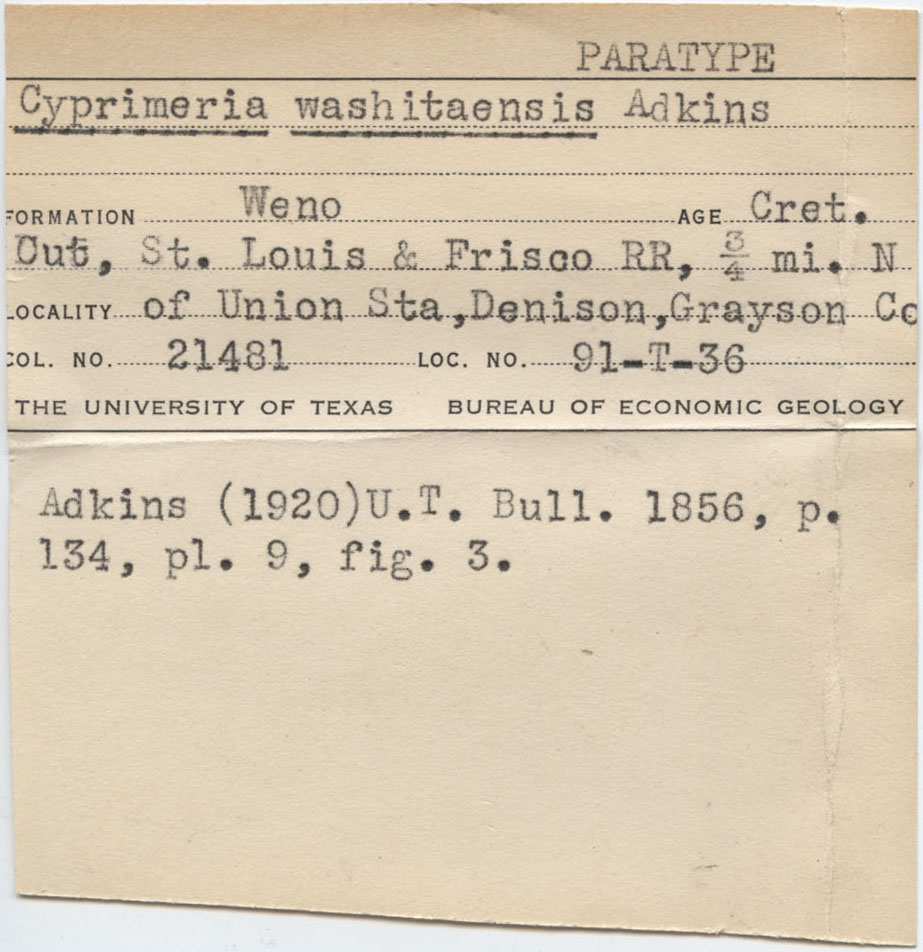 PARATYPE
Cyprimeria washitaensis Adkins
FORMATION Weno AGE Cret.
Cut, St. Louis & Frisco RR, 3/4 mi. N
LOCALITY of Union Sta,Denison,Grayson Co
COL. NO. 21481 LOC. NO. 91-T-36
THE UNIVERSITY OF TEXAS BUREAU OF ECONOMIC GEOLOGY
Adkins (1920)U.T. Bull. 1856, p.
134, pl. 9, fig. 3.